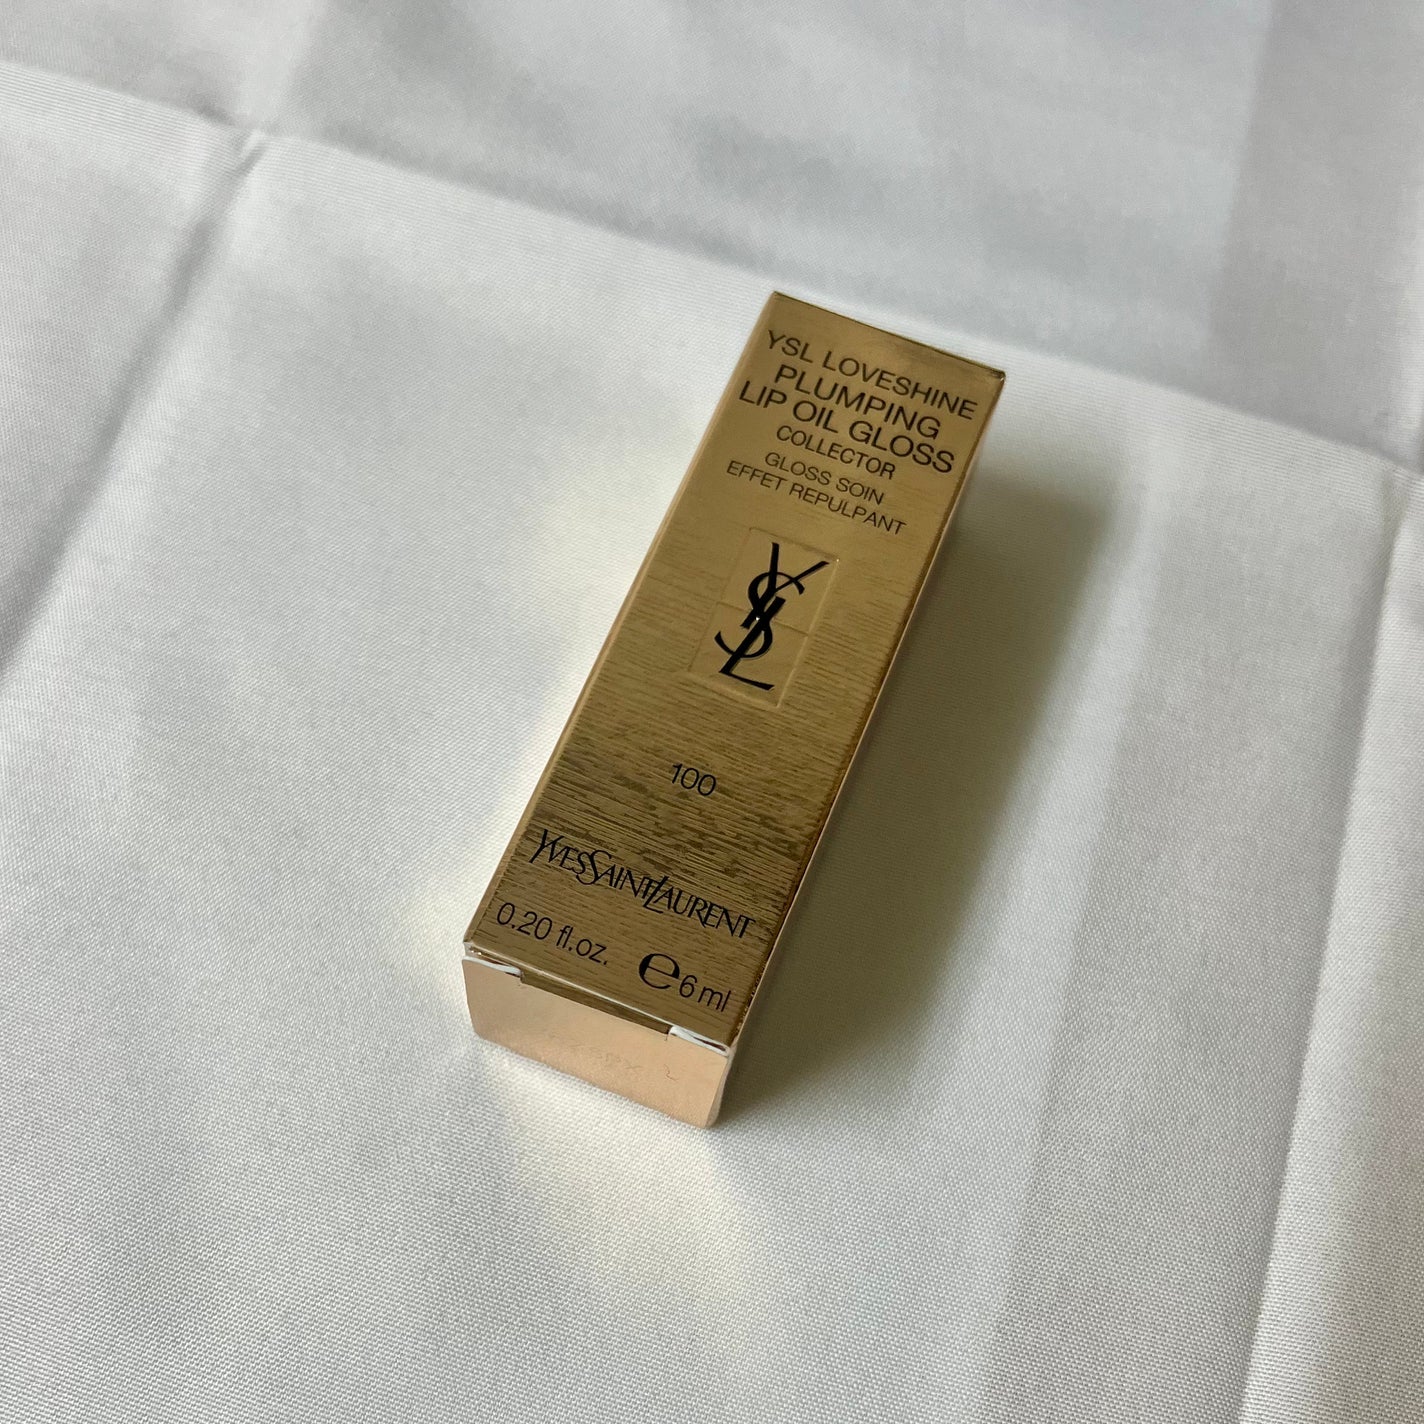 YSL LOVESHINE
PLUMPING
LIP OIL GLOSS
COLLECTOR
GLOSS SOIN
EFFET REPULPANT
YSL
100
YVESSAINTLAURENT
0.20 fl.oz. ℮6 ml